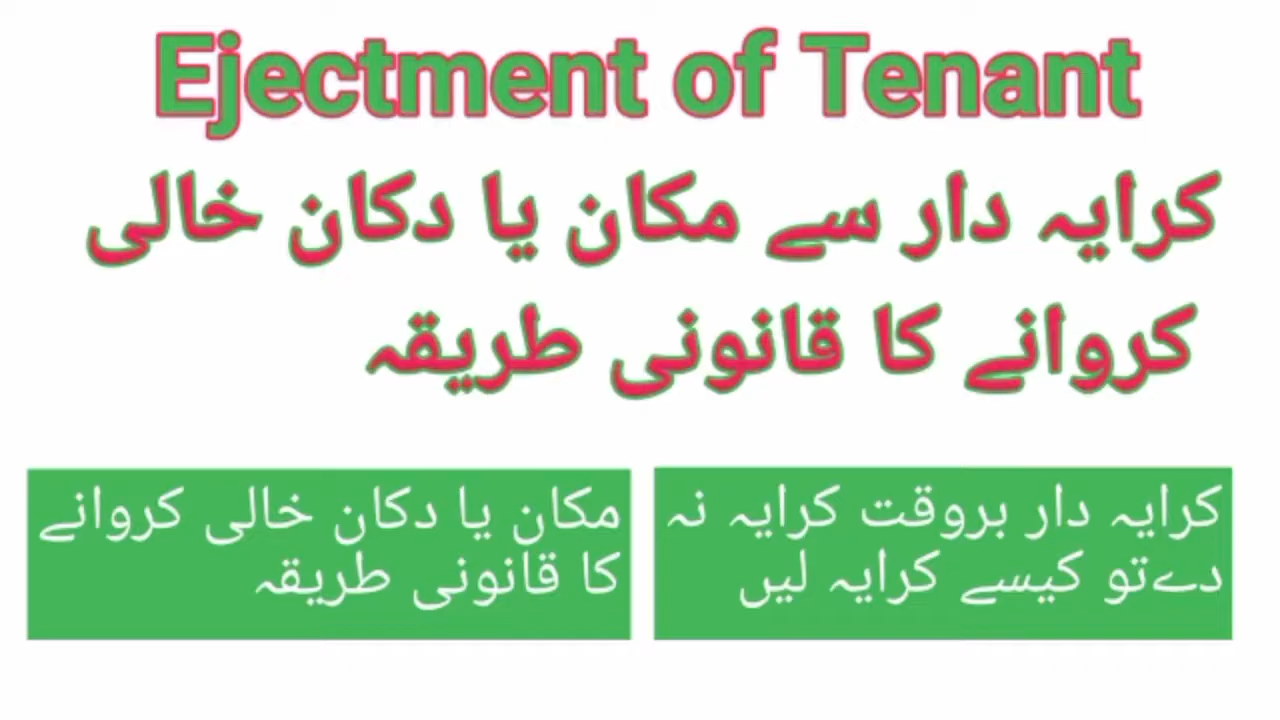 Ejectment of Tenant
کرایہ دار سے مکان یا دکان خالی
کروانے کا قانونی طریقہ
کرایہ دار بروقت کرایہ نہ
دےتو کیسے کرایہ لیں
مکان یا دکان خالی کروانے
کا قانونی طریقہ